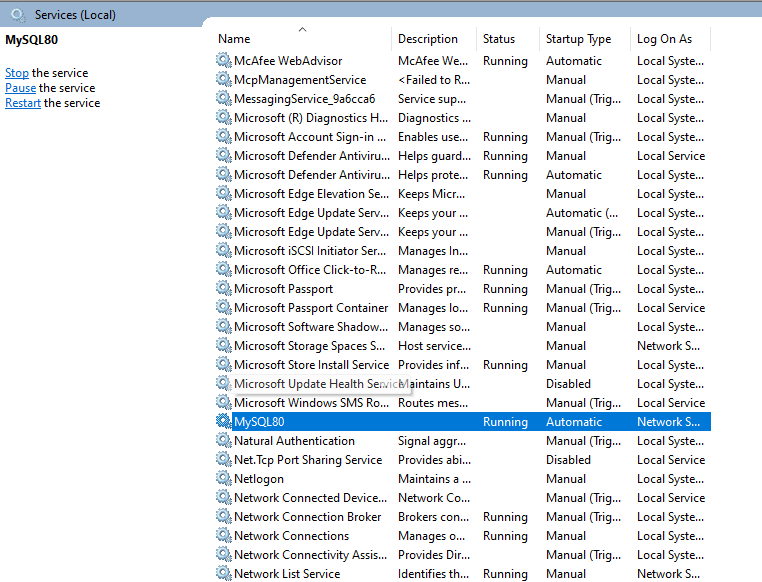 Services (Local)
MySQL80
Stop the service
Pause the service
Restart the service
Name Description Status Startup Type Log On As
McAfee WebAdvisor McAfee We... Running Automatic Local Syste...
McpManagementService <Failed to R... Manual Local Syste...
MessagingService_9a6cca6 Service sup... Manual (Trig... Local Syste...
Microsoft (R) Diagnostics H... Diagnostics ... Manual Local Syste...
Microsoft Account Sign-in ... Enables use... Running Manual (Trig... Local Syste...
Microsoft Defender Antiviru... Helps guard... Running Manual Local Service
Microsoft Defender Antiviru... Helps prote... Running Automatic Local Syste...
Microsoft Edge Elevation Se... Keeps Micr... Manual Local Syste...
Microsoft Edge Update Serv... Keeps your ... Automatic (... Local Syste...
Microsoft Edge Update Serv... Keeps your ... Manual (Trig... Local Syste...
Microsoft iSCSI Initiator Ser... Manages In... Manual Local Syste...
Microsoft Office Click-to-R... Manages re... Running Automatic Local Syste...
Microsoft Passport Provides pr... Running Manual (Trig... Local Syste...
Microsoft Passport Container Manages lo... Running Manual (Trig... Local Service
Microsoft Software Shadow... Manages so... Manual Local Syste...
Microsoft Storage Spaces S... Host service... Manual Network S...
Microsoft Store Install Service Provides inf... Running Manual Local Syste...
Microsoft Update Health Service Maintains U... Disabled Local Syste...
Microsoft Windows SMS Ro... Routes mes... Manual (Trig... Local Service
MySQL80 Running Automatic Network S...
Natural Authentication Signal aggr... Manual (Trig... Local Syste...
Net.Tcp Port Sharing Service Provides abi... Disabled Local Service
Netlogon Maintains a ... Manual Local Syste...
Network Connected Device... Network Co... Manual (Trig... Local Service
Network Connection Broker Brokers con... Running Manual (Trig... Local Syste...
Network Connections Manages o... Running Manual Local Syste...
Network Connectivity Assis... Provides Dir... Manual (Trig... Local Syste...
Network List Service Identifies th... Running Manual Network S...